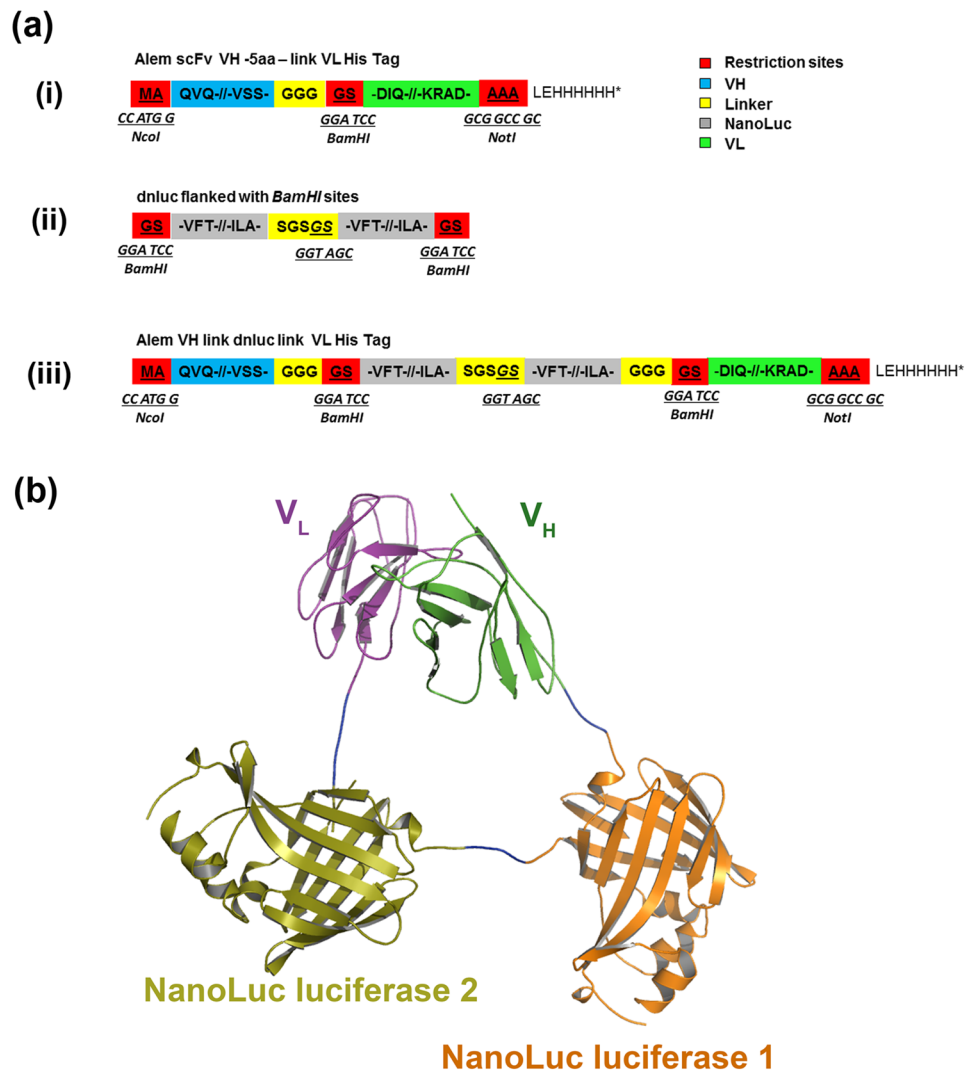 (a)
Alem scFv VH -5aa – link VL His Tag
(i)
MA QVQ-//-VSS- GGG GS -DIQ-//-KRAD- AAA LEHHHHHH*
CC ATG G GGA TCC GCG GCC GC
NcoI BamHI NotI
Restriction sites
VH
Linker
NanoLuc
VL
dnluc flanked with BamHI sites
(ii)
GS -VFT-//-ILA- SGSGS -VFT-//-ILA- GS
GGA TCC GGT AGC GGA TCC
BamHI BamHI
Alem VH link dnluc link VL His Tag
(iii)
MA QVQ-//-VSS- GGG GS -VFT-//-ILA- SGSGS -VFT-//-ILA- GGG GS -DIQ-//-KRAD- AAA LEHHHHHH*
CC ATG G GGA TCC GGT AGC GGA TCC GCG GCC GC
NcoI BamHI BamHI NotI
(b)
VL
VH
NanoLuc luciferase 2
NanoLuc luciferase 1